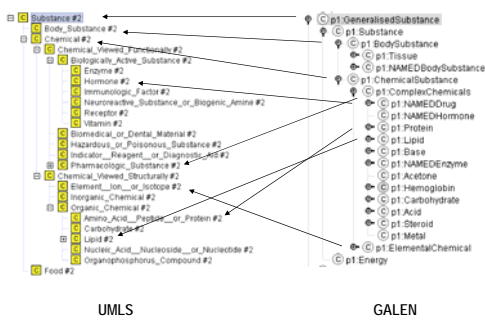 Substance #2
Body_Substance #2
Chemical #2
Chemical_Viewed_Functionally #2
Biologically_Active_Substance #2
Enzyme #2
Hormone #2
Immunologic_Factor #2
Neuroreactive_Substance_or_Biogenic_Amine #2
Receptor #2
Vitamin #2
Biomedical_or_Dental_Material #2
Hazardous_or_Poisonous_Substance #2
Indicator__Reagent__or_Diagnostic_Aid #2
Pharmacologic_Substance #2
Chemical_Viewed_Structurally #2
Element__Ion__or_Isotope #2
Inorganic_Chemical #2
Organic_Chemical #2
Amino_Acid__Peptide__or_Protein #2
Carbohydrate #2
Lipid #2
Nucleic_Acid__Nucleoside__or_Nucleotide #2
Organophosphorus_Compound #2
Food #2
UMLS
p1:GeneralisedSubstance
p1:Substance
p1:BodySubstance
p1:Tissue
p1:NAMEDBodySubstance
p1:ChemicalSubstance
p1:ComplexChemicals
p1:NAMEDDrug
p1:NAMEDHormone
p1:Protein
p1:Lipid
p1:Base
p1:NAMEDEnzyme
p1:Acetone
p1:Hemoglobin
p1:Carbohydrate
p1:Acid
p1:Steroid
p1:Metal
p1:ElementalChemical
p1:Energy
GALEN